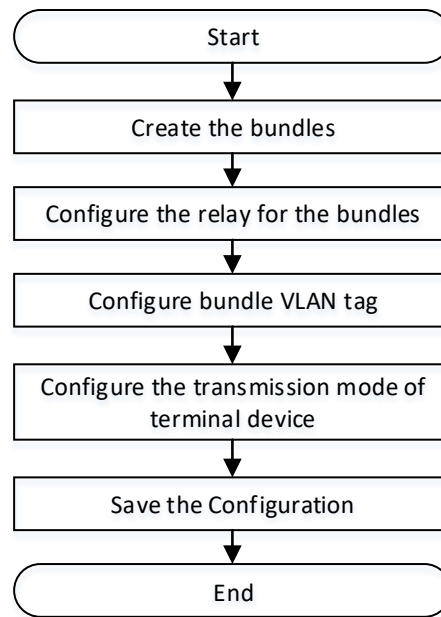 Start
Create the bundles
Configure the relay for the bundles
Configure bundle VLAN tag
Configure the transmission mode of
terminal device
Save the Configuration
End